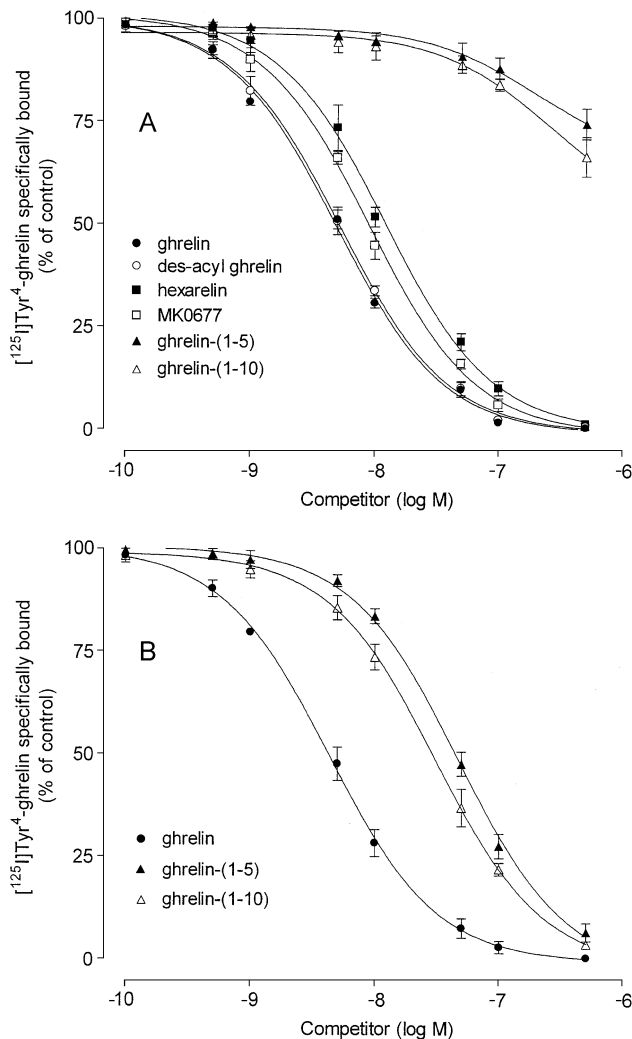 [¹²⁵I]Tyr⁴-ghrelin specifically bound
(% of control)
100
75
50
25
0
A
ghrelin
des-acyl ghrelin
hexarelin
MK0677
ghrelin-(1-5)
ghrelin-(1-10)
-10 -9 -8 -7 -6
Competitor (log M)
[¹²⁵I]Tyr⁴-ghrelin specifically bound
(% of control)
100
75
50
25
0
B
ghrelin
ghrelin-(1-5)
ghrelin-(1-10)
-10 -9 -8 -7 -6
Competitor (log M)